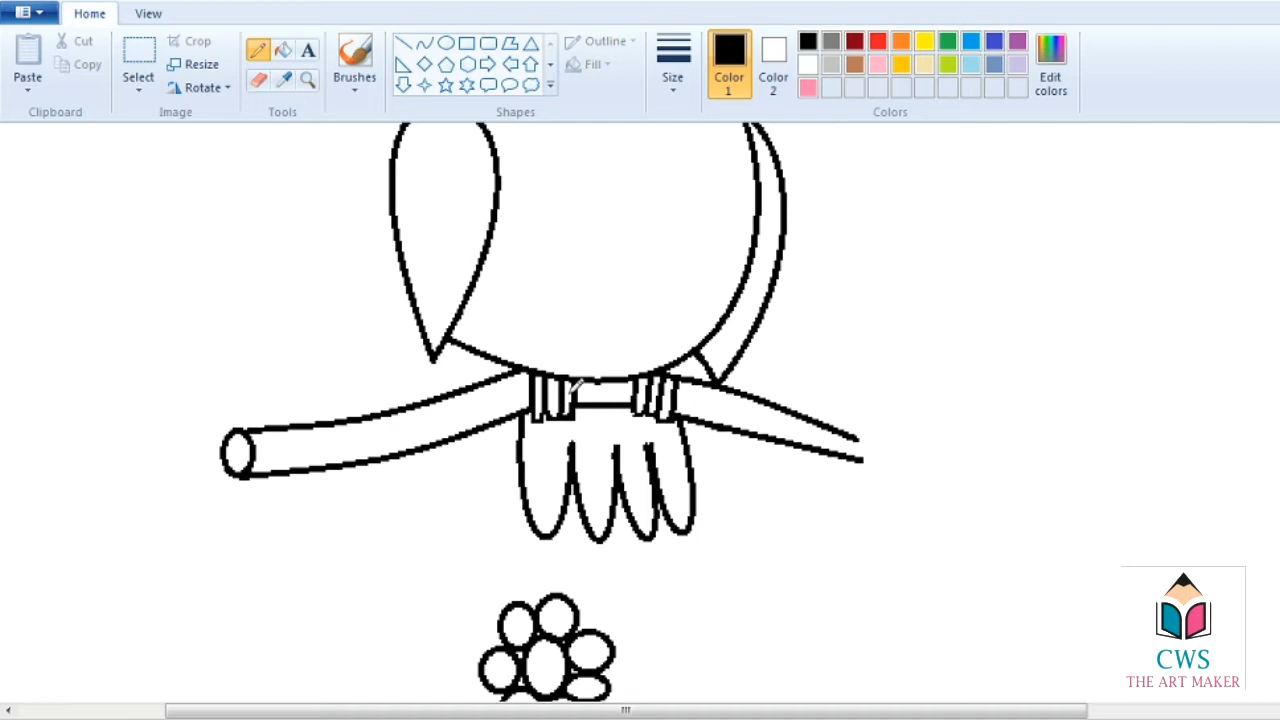 Home View
Cut
Copy
Paste
Clipboard
Select
Crop
Resize
Rotate
Image
Tools
A
Brushes
Shapes
Outline
Fill
Size
Color
1
Color
2
Edit
colors
Colors
CWS
THE ART MAKER